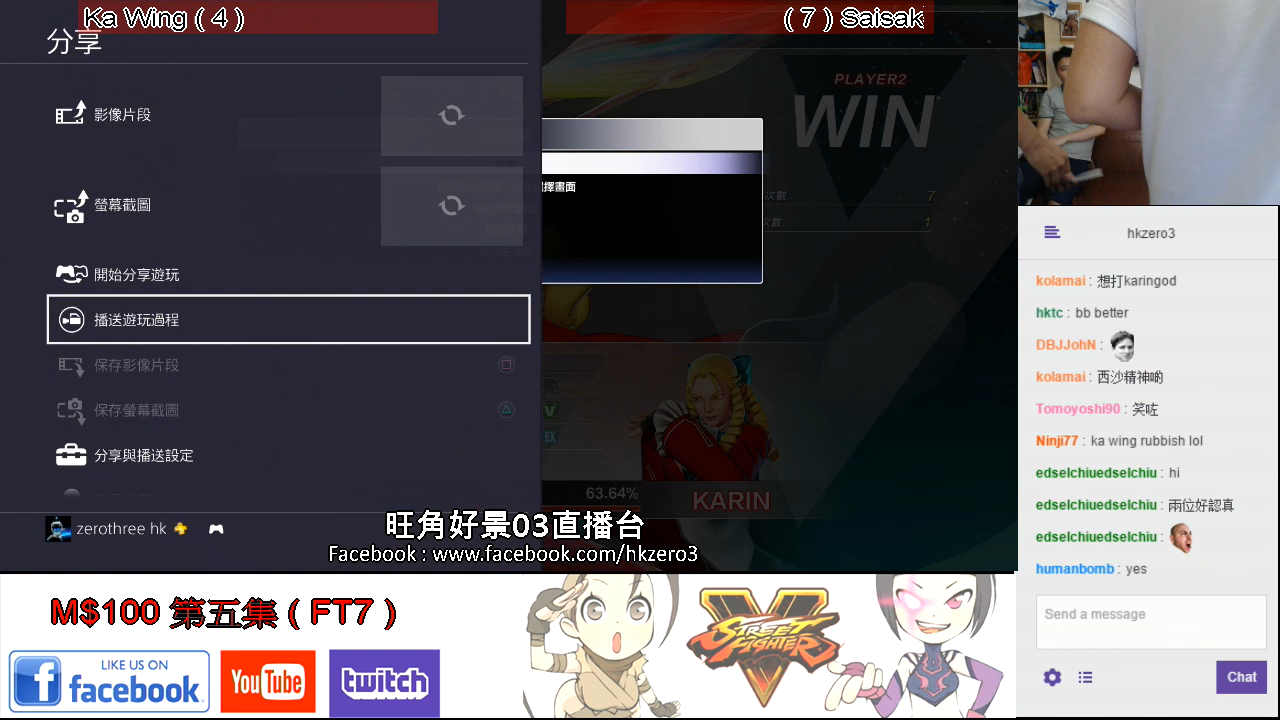 Ka Wing ( 4 )
( 7 ) Saisak
分享
影像片段
螢幕截圖
開始分享遊玩
播送遊玩過程
保存影像片段
保存螢幕截圖
分享與播送設定
zerothree hk
擇畫面
PLAYER2
WIN
次數 7
次數 1
V
EX
63.64%
KARIN
旺角好景03直播台
Facebook : www.facebook.com/hkzero3
hkzero3
kolamai : 想打karingod
hktc : bb better
DBJJohN :
kolamai : 西沙精神啲
Tomoyoshi90 : 笑咗
Ninji77 : ka wing rubbish lol
edselchiuedselchiu : hi
edselchiuedselchiu : 兩位好認真
edselchiuedselchiu :
humanbomb : yes
Send a message
Chat
M$100 第五集 ( FT7 )
LIKE US ON
facebook
YouTube
twitch
V
STREET FIGHTER